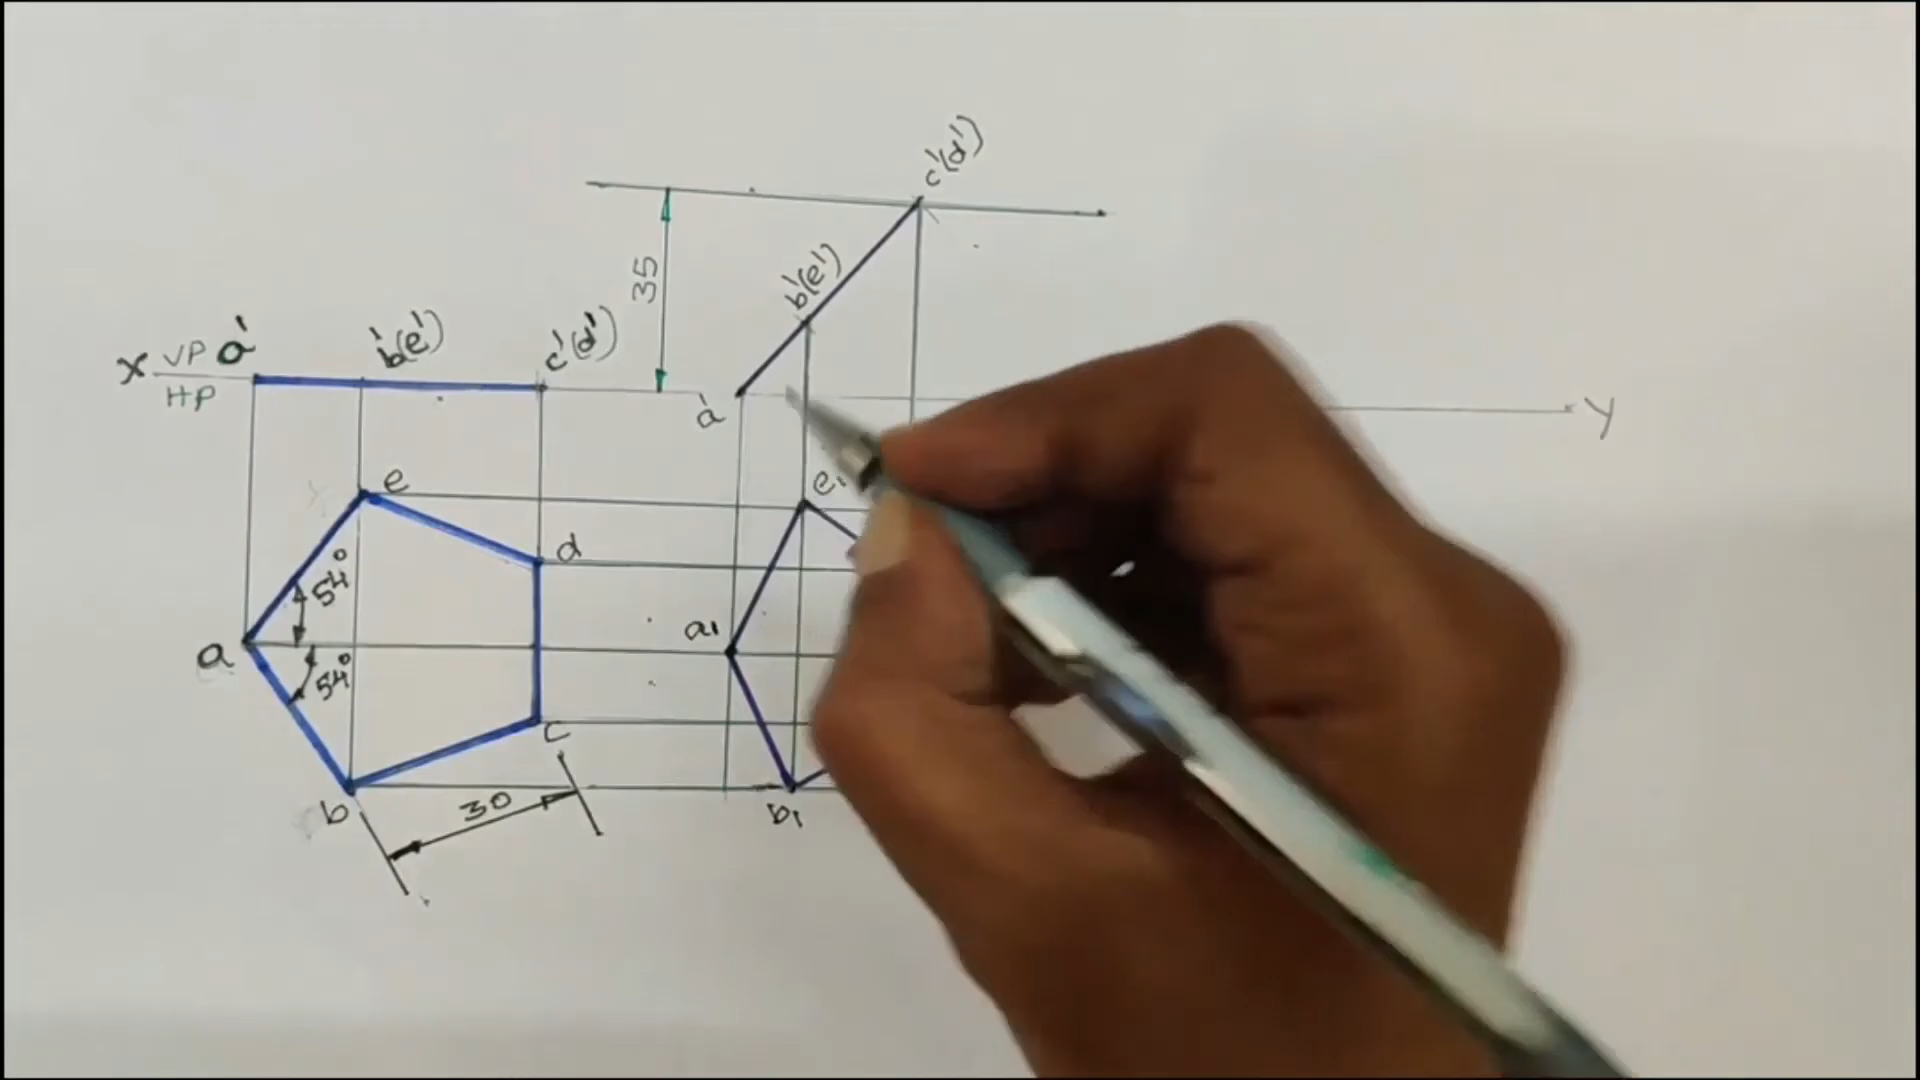 c'(d')
35
b'(e')
X VP a' b'(e') c'(d')
HP
a'
Y
e
e₁
d
54°
a₁
a
54°
c
30
b
b₁